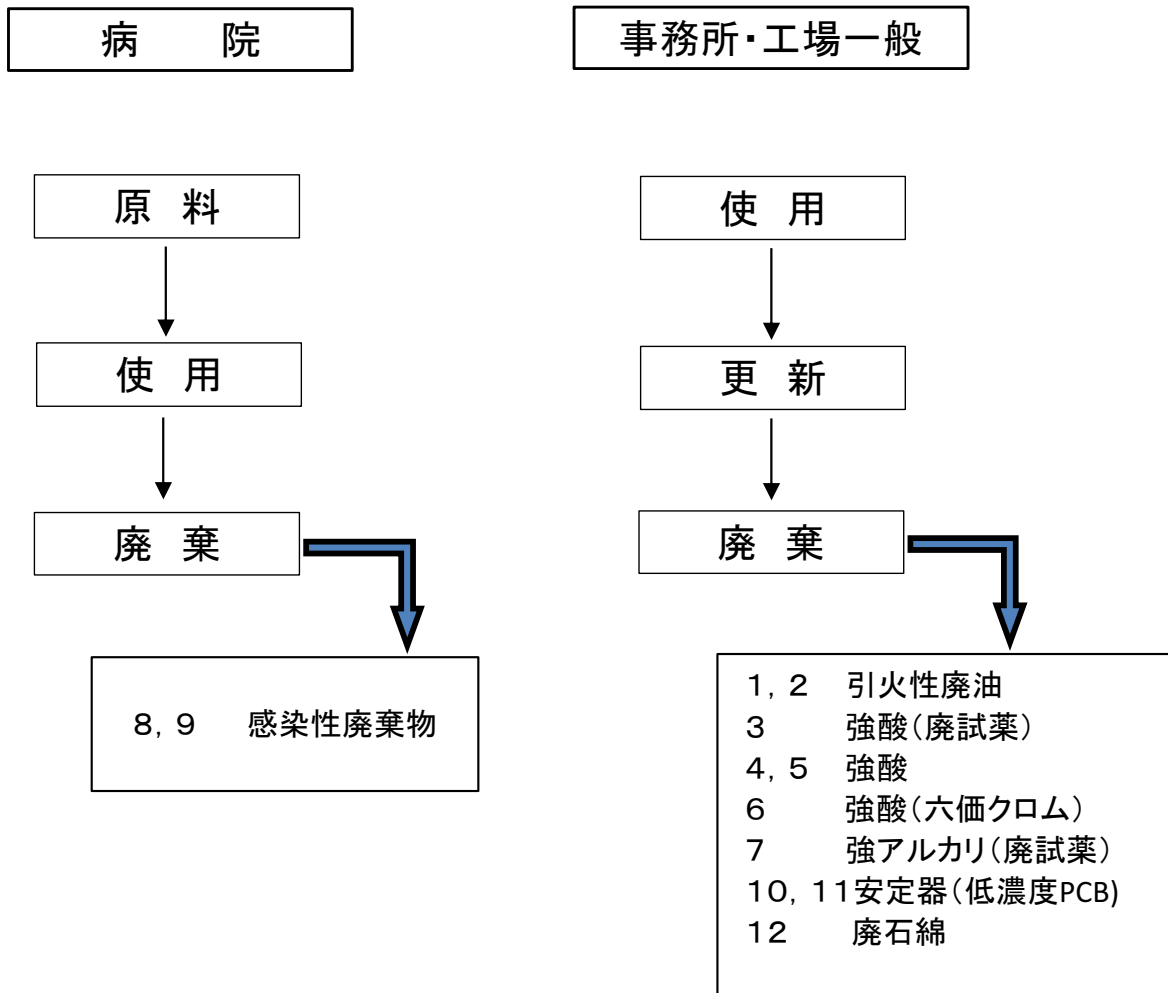 病　　院
原　料
使　用
廃　棄
８，９　　感染性廃棄物
事務所・工場一般
使　用
更　新
廃　棄
１，２　引火性廃油
３　　　強酸（廃試薬）
４，５　強酸
６　　　強酸（六価クロム）
７　　　強アルカリ（廃試薬）
１０，１１安定器（低濃度PCB)
１２　　廃石綿